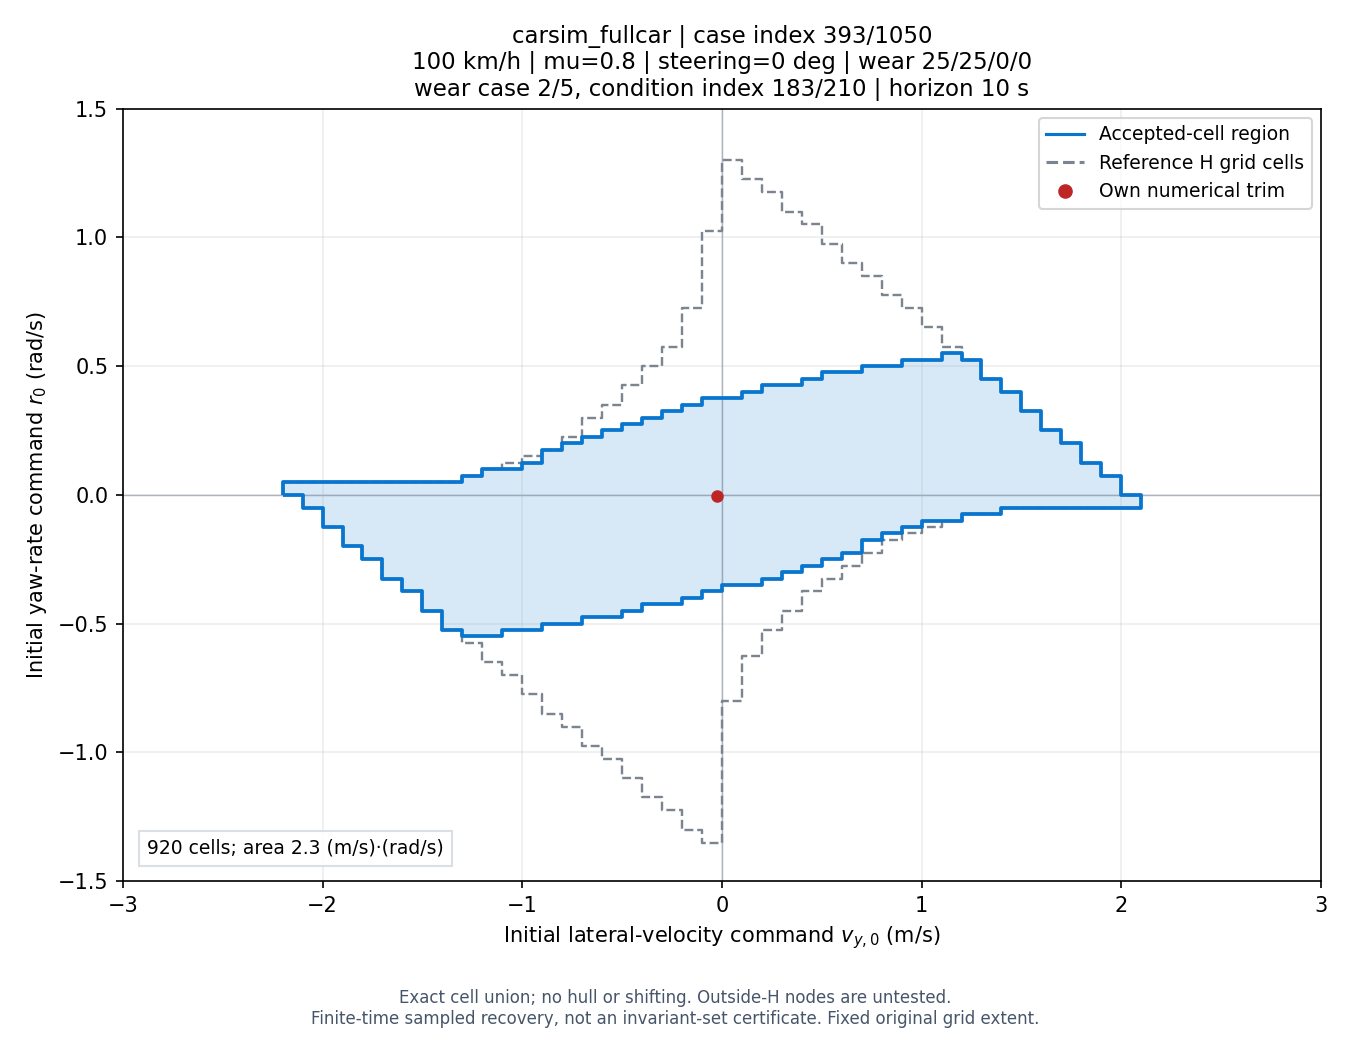 carsim_fullcar | case index 393/1050
100 km/h | mu=0.8 | steering=0 deg | wear 25/25/0/0
wear case 2/5, condition index 183/210 | horizon 10 s
Accepted-cell region
Reference H grid cells
Own numerical trim
Initial yaw-rate command r₀ (rad/s)
1.5
1.0
0.5
0.0
−0.5
−1.0
−1.5
920 cells; area 2.3 (m/s)·(rad/s)
−3
−2
−1
0
1
2
3
Initial lateral-velocity command v_{y,0} (m/s)
Exact cell union; no hull or shifting. Outside-H nodes are untested.
Finite-time sampled recovery, not an invariant-set certificate. Fixed original grid extent.